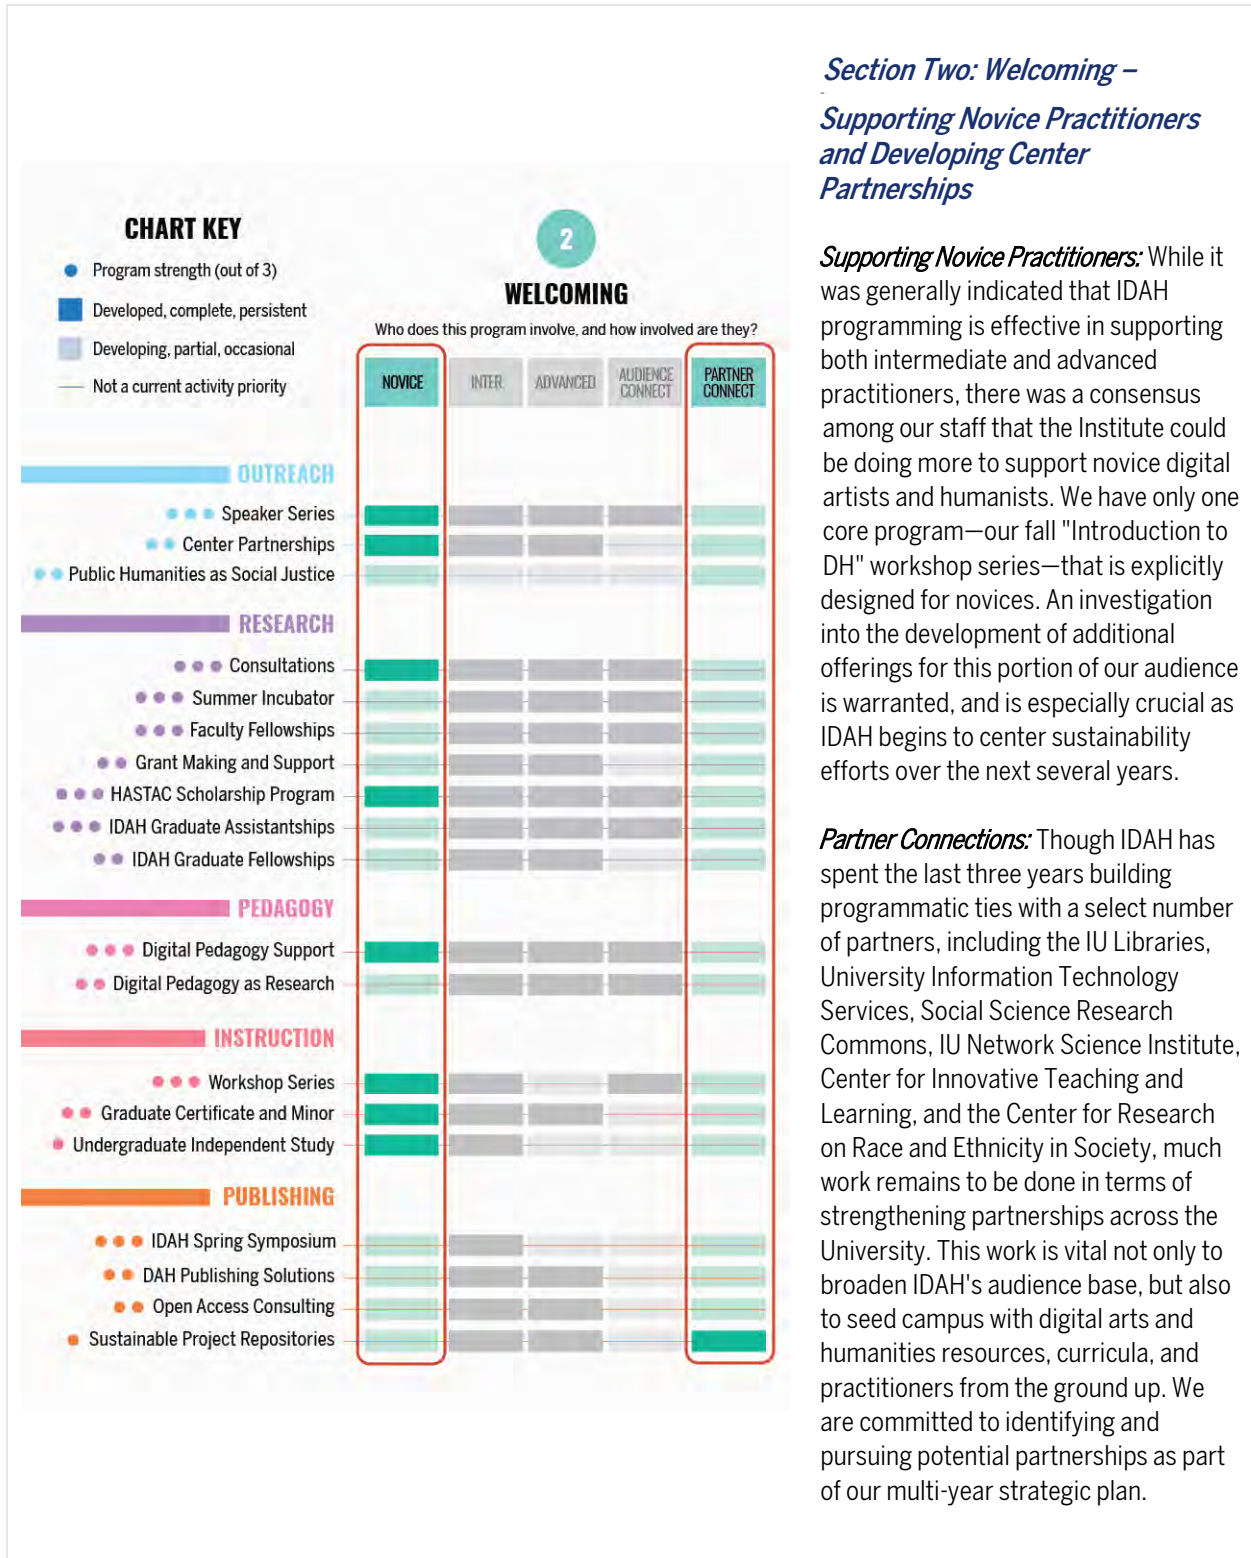 Section Two: Welcoming –
Supporting Novice Practitioners
and Developing Center
Partnerships
CHART KEY
Program strength (out of 3)
Developed, complete, persistent
Developing, partial, occasional
Not a current activity priority
2
WELCOMING
Who does this program involve, and how involved are they?
NOVICE
INTER.
ADVANCED
AUDIENCE
CONNECT
PARTNER
CONNECT
OUTREACH
Speaker Series
Center Partnerships
Public Humanities as Social Justice
RESEARCH
Consultations
Summer Incubator
Faculty Fellowships
Grant Making and Support
HASTAC Scholarship Program
IDAH Graduate Assistantships
IDAH Graduate Fellowships
PEDAGOGY
Digital Pedagogy Support
Digital Pedagogy as Research
INSTRUCTION
Workshop Series
Graduate Certificate and Minor
Undergraduate Independent Study
PUBLISHING
IDAH Spring Symposium
DAH Publishing Solutions
Open Access Consulting
Sustainable Project Repositories
Supporting Novice Practitioners: While it
was generally indicated that IDAH
programming is effective in supporting
both intermediate and advanced
practitioners, there was a consensus
among our staff that the Institute could
be doing more to support novice digital
artists and humanists. We have only one
core program—our fall "Introduction to
DH" workshop series—that is explicitly
designed for novices. An investigation
into the development of additional
offerings for this portion of our audience
is warranted, and is especially crucial as
IDAH begins to center sustainability
efforts over the next several years.
Partner Connections: Though IDAH has
spent the last three years building
programmatic ties with a select number
of partners, including the IU Libraries,
University Information Technology
Services, Social Science Research
Commons, IU Network Science Institute,
Center for Innovative Teaching and
Learning, and the Center for Research
on Race and Ethnicity in Society, much
work remains to be done in terms of
strengthening partnerships across the
University. This work is vital not only to
broaden IDAH's audience base, but also
to seed campus with digital arts and
humanities resources, curricula, and
practitioners from the ground up. We
are committed to identifying and
pursuing potential partnerships as part
of our multi-year strategic plan.